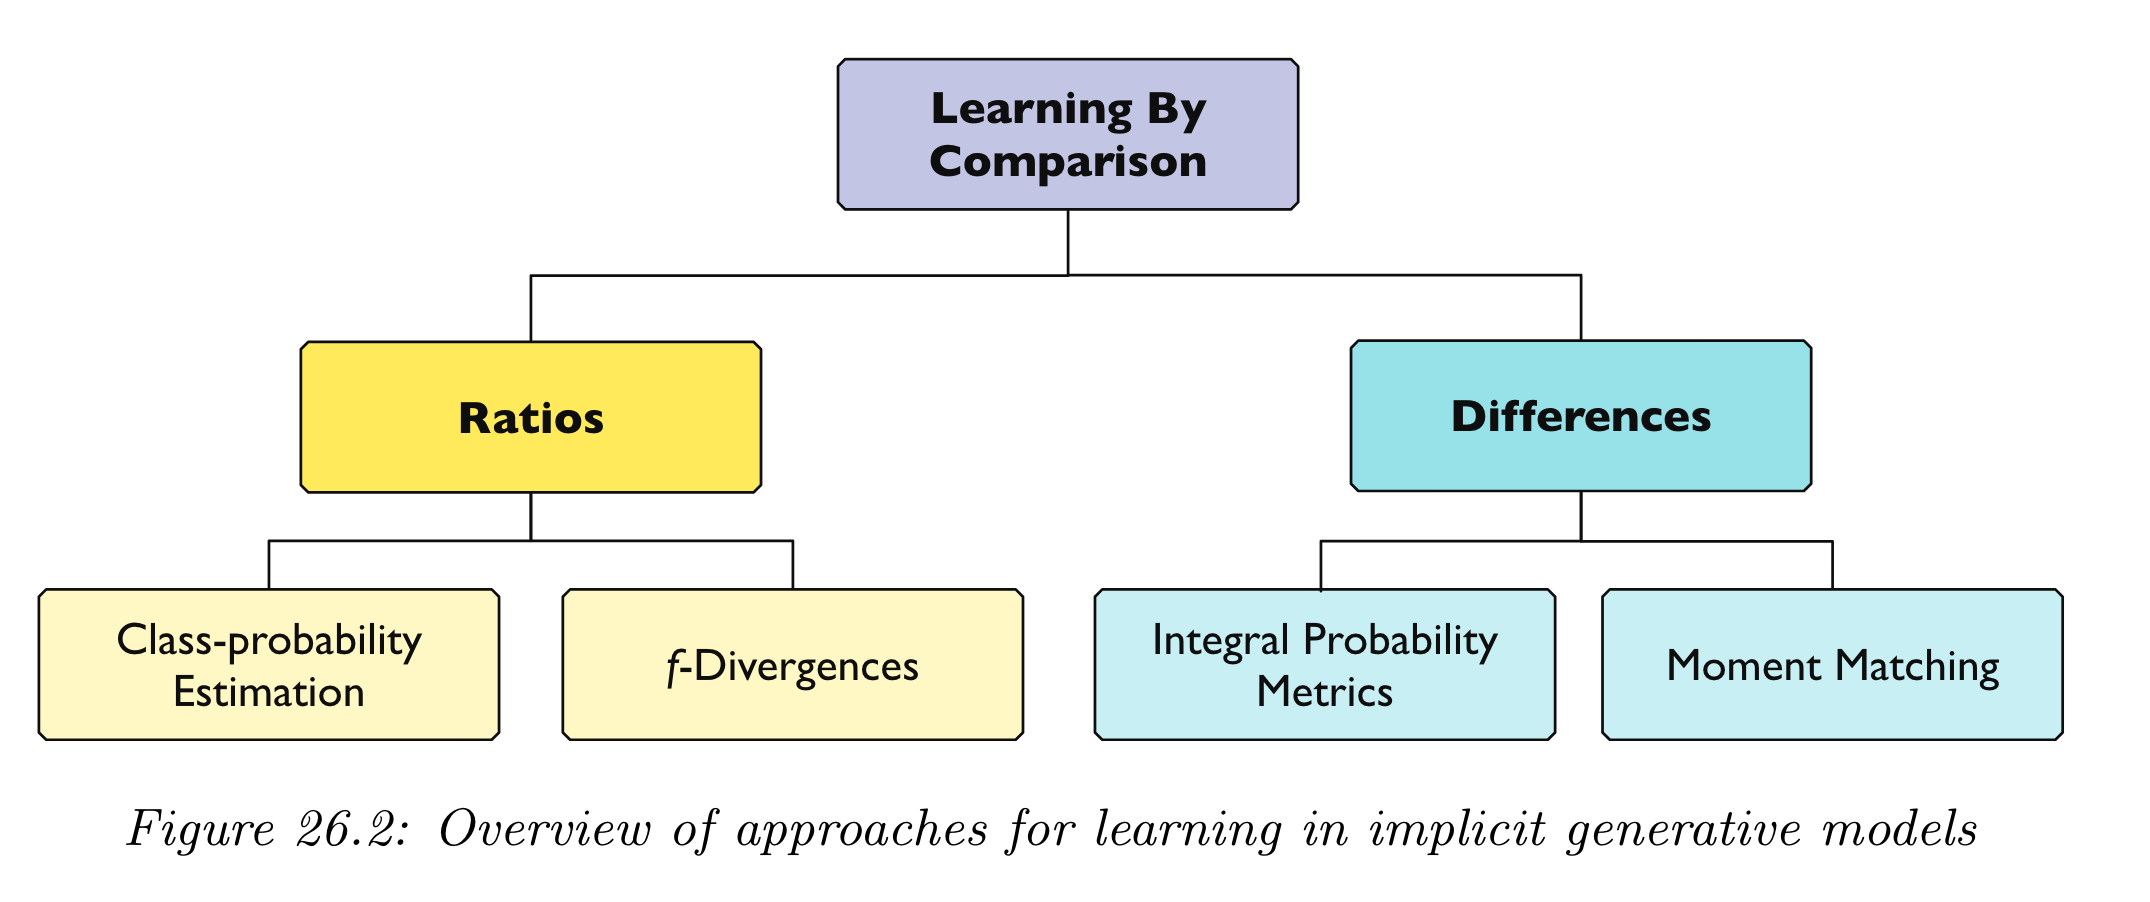 Learning By
Comparison
Ratios
Differences
Class-probability
Estimation
f-Divergences
Integral Probability
Metrics
Moment Matching
Figure 26.2: Overview of approaches for learning in implicit generative models